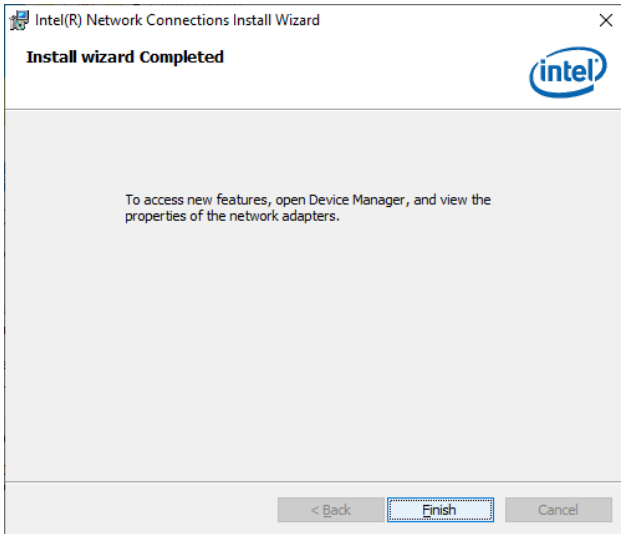 Intel(R) Network Connections Install Wizard
Install wizard Completed
intel
To access new features, open Device Manager, and view the
properties of the network adapters.
< Back
Finish
Cancel